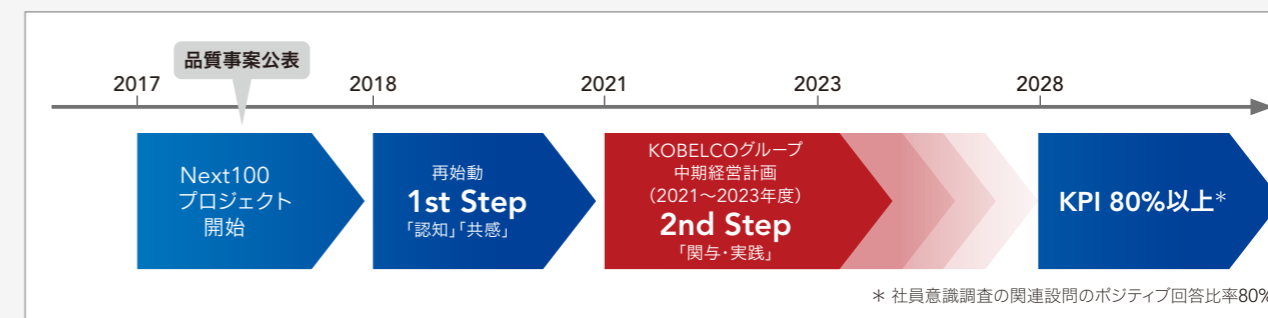 品質事案公表
2017
2018
2021
2023
2028
Next100
プロジェクト
開始
再始動
1st Step
「認知」「共感」
KOBELCOグループ
中期経営計画
（2021～2023年度）
2nd Step
「関与・実践」
KPI 80%以上*
＊ 社員意識調査の関連設問のポジティブ回答比率80%